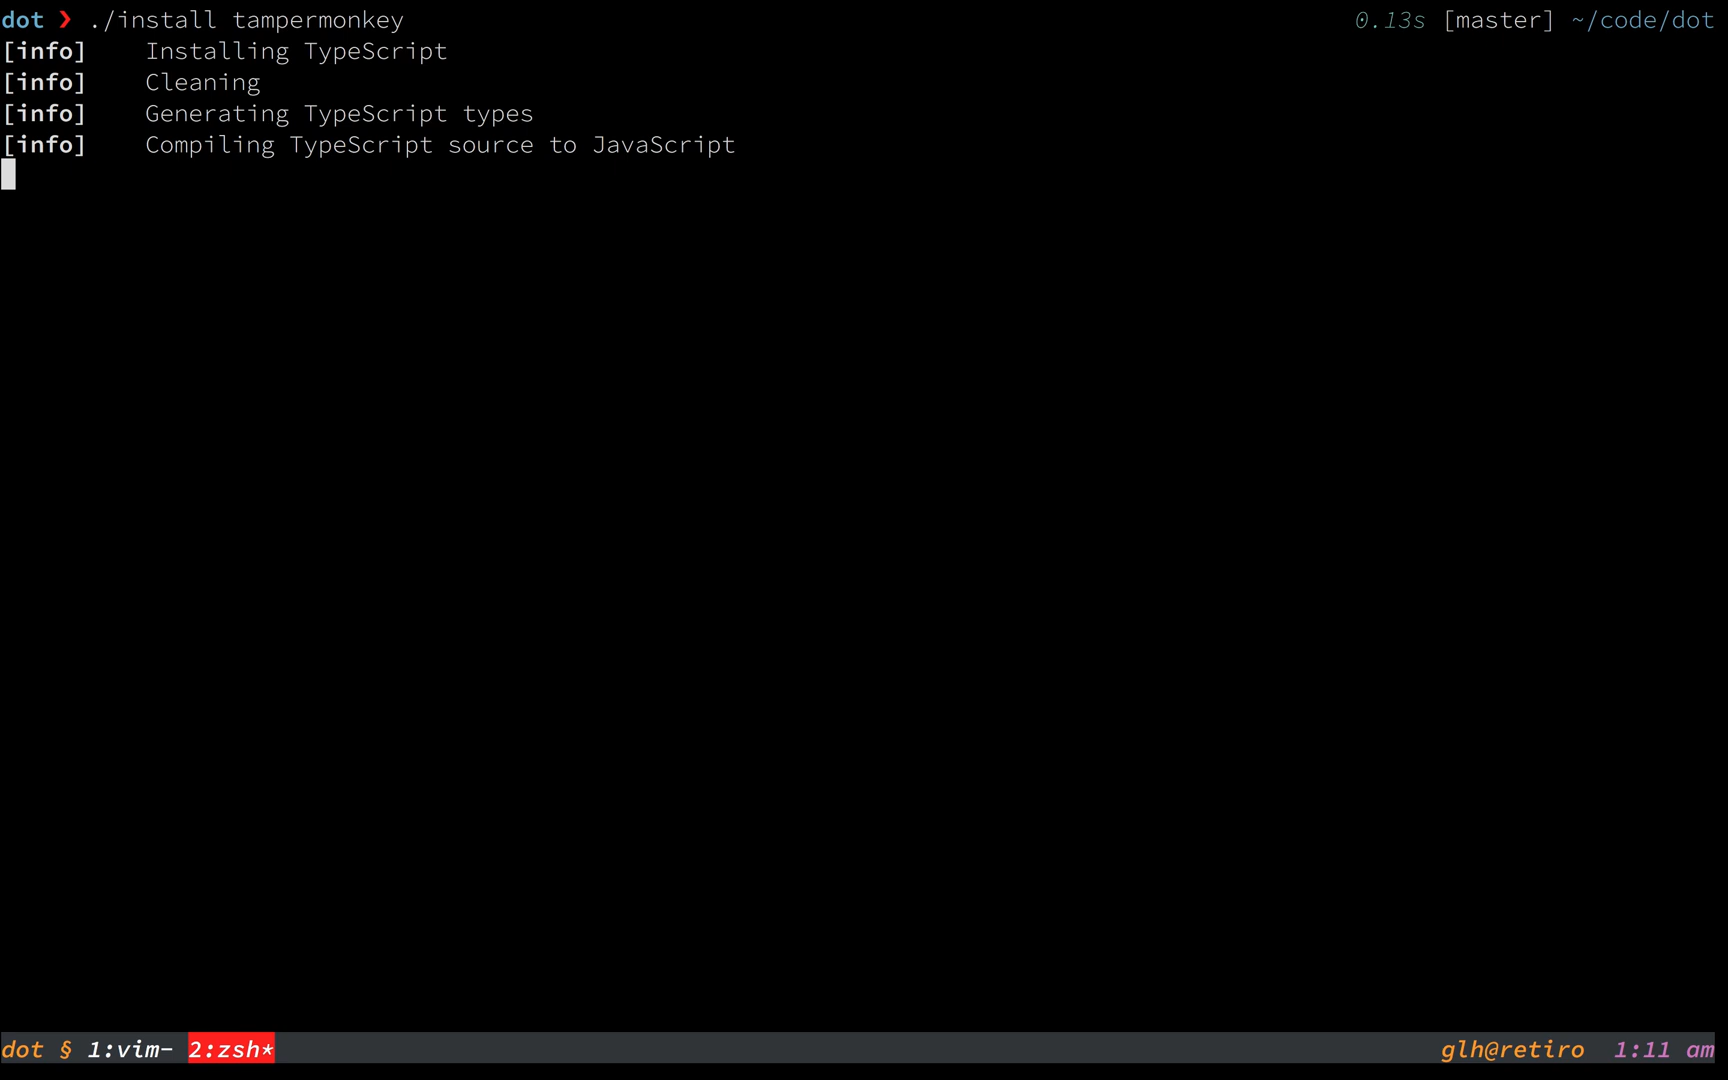 dot ❯ ./install tampermonkey 0.13s [master] ~/code/dot
[info] Installing TypeScript
[info] Cleaning
[info] Generating TypeScript types
[info] Compiling TypeScript source to JavaScript
dot § 1:vim- 2:zsh* glh@retiro 1:11 am